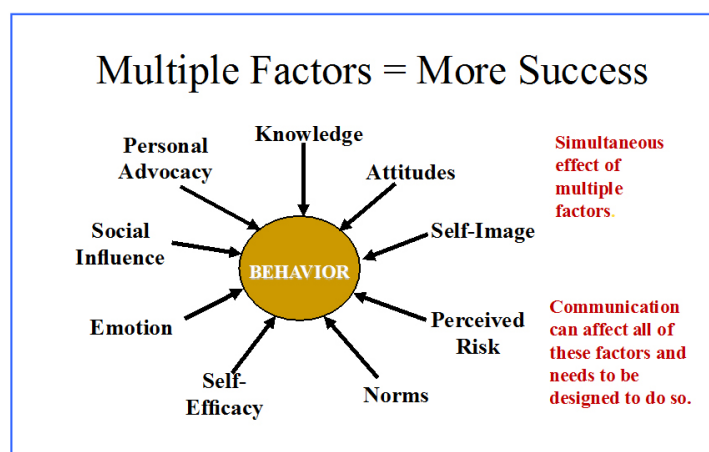 Multiple Factors = More Success
Knowledge
Personal
Advocacy
Attitudes
Social
Influence
Self-Image
BEHAVIOR
Emotion
Perceived
Risk
Self-
Efficacy
Norms
Simultaneous
effect of
multiple
factors.
Communication
can affect all of
these factors and
needs to be
designed to do so.